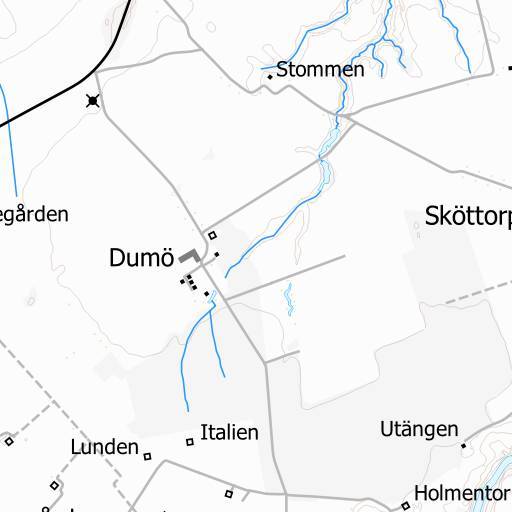 Stommen
egården
Sköttorp
Dumö
Utängen
Italien
Lunden
Holmentor